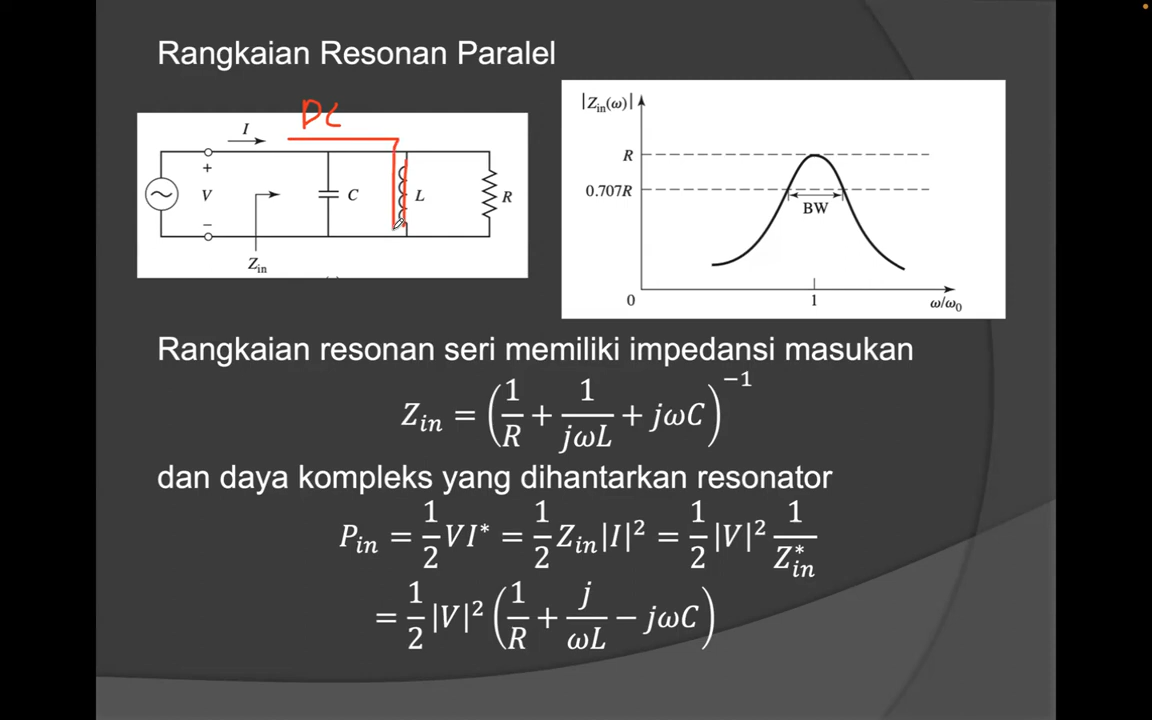 Rangkaian Resonan Paralel
DC
I
+
V
−
C
L
R
Z_in
|Z_in(ω)|
R
0.707R
BW
0
1
ω/ω_0
Rangkaian resonan seri memiliki impedansi masukan
Z_in = (1/R + 1/(jωL) + jωC)^−1
dan daya kompleks yang dihantarkan resonator
P_in = 1/2 VI* = 1/2 Z_in|I|^2 = 1/2 |V|^2 1/Z_in*
= 1/2 |V|^2 (1/R + j/(ωL) − jωC)